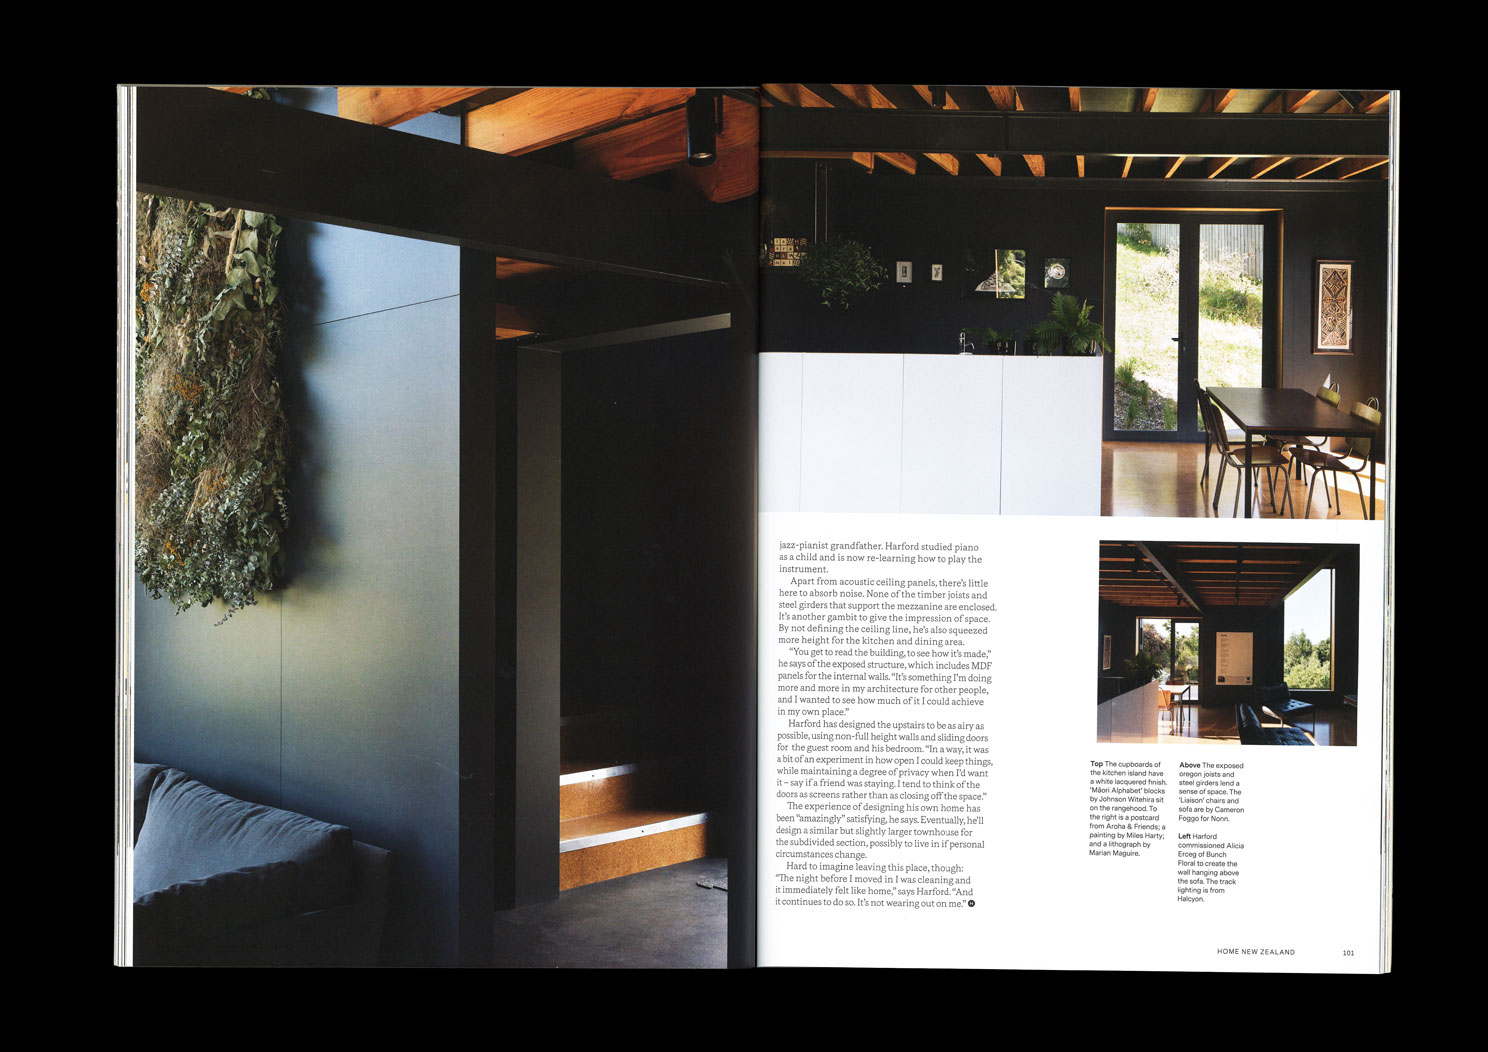 jazz-pianist grandfather. Harford studied piano
as a child and is now re-learning how to play the
instrument.
Apart from acoustic ceiling panels, there's little
here to absorb noise. None of the timber joists and
steel girders that support the mezzanine are enclosed.
It's another gambit to give the impression of space.
By not defining the ceiling line, he's also squeezed
more height for the kitchen and dining area.
“You get to read the building, to see how it's made,”
he says of the exposed structure, which includes MDF
panels for the internal walls. “It's something I'm doing
more and more in my architecture for other people,
and I wanted to see how much of it I could achieve
in my own place.”
Harford has designed the upstairs to be as airy as
possible, using non-full height walls and sliding doors
for the guest room and his bedroom. “In a way, it was
a bit of an experiment in how open I could keep things,
while maintaining a degree of privacy when I'd want
it – say if a friend was staying. I tend to think of the
doors as screens rather than as closing off the space.”
The experience of designing his own home has
been “amazingly” satisfying, he says. Eventually, he'll
design a similar but slightly larger townhouse for
the subdivided section, possibly to live in if personal
circumstances change.
Hard to imagine leaving this place, though:
“The night before I moved in I was cleaning and
it immediately felt like home,” says Harford. “And
it continues to do so. It's not wearing out on me.” H
Top The cupboards of
the kitchen island have
a white lacquered finish.
'Māori Alphabet' blocks
by Johnson Witehira sit
on the rangehood. To
the right is a postcard
from Aroha & Friends; a
painting by Miles Harty;
and a lithograph by
Marian Maguire.
Above The exposed
oregon joists and
steel girders lend a
sense of space. The
'Liaison' chairs and
sofa are by Cameron
Foggo for Nonn.
Left Harford
commissioned Alicia
Erceg of Bunch
Floral to create the
wall hanging above
the sofa. The track
lighting is from
Halcyon.
HOME NEW ZEALAND 101